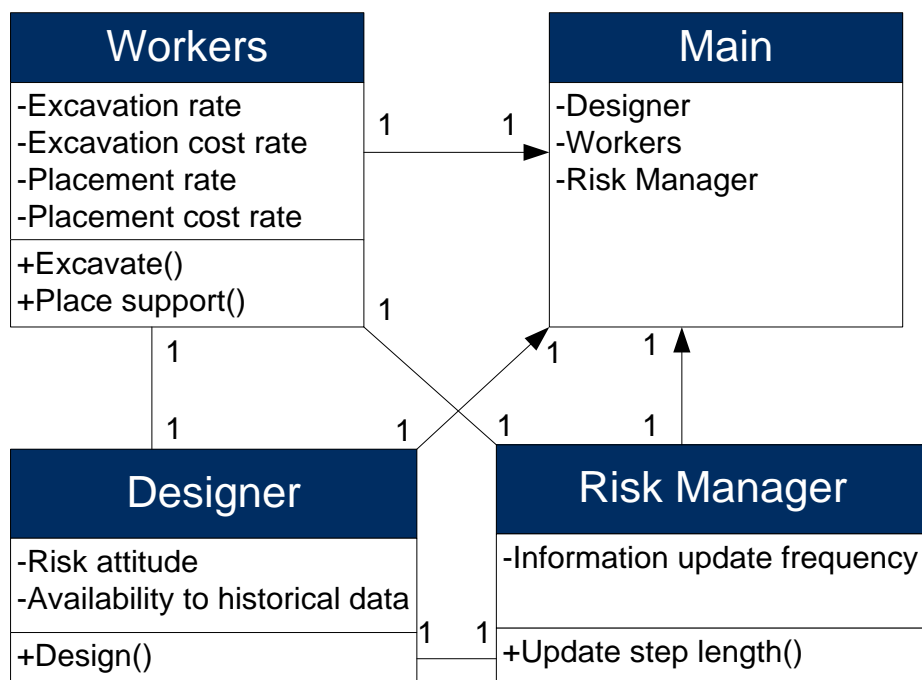 Workers
-Excavation rate
-Excavation cost rate
-Placement rate
-Placement cost rate
+Excavate()
+Place support()
Main
-Designer
-Workers
-Risk Manager
1
1
1
1
1
1
1
1
1
1
1
1
Designer
-Risk attitude
-Availability to historical data
+Design()
Risk Manager
-Information update frequency
+Update step length()